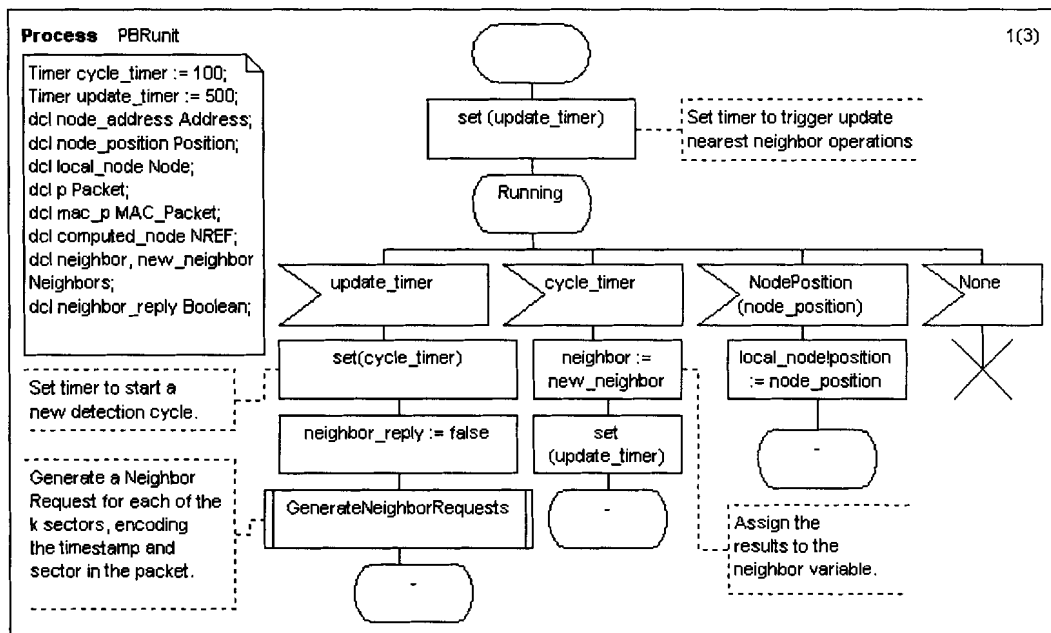 Process PBRunit
1(3)
Timer cycle_timer := 100;
Timer update_timer := 500;
dcl node_address Address;
dcl node_position Position;
dcl local_node Node;
dcl p Packet;
dcl mac_p MAC_Packet;
dcl computed_node NREF;
dcl neighbor, new_neighbor
Neighbors;
dcl neighbor_reply Boolean;
set (update_timer)
Set timer to trigger update
nearest neighbor operations
Running
update_timer
cycle_timer
NodePosition
(node_position)
None
set(cycle_timer)
neighbor :=
new_neighbor
local_node!position
:= node_position
Set timer to start a
new detection cycle.
neighbor_reply := false
set
(update_timer)
-
Generate a Neighbor
Request for each of the
k sectors, encoding
the timestamp and
sector in the packet.
GenerateNeighborRequests
-
Assign the
results to the
neighbor variable.
-